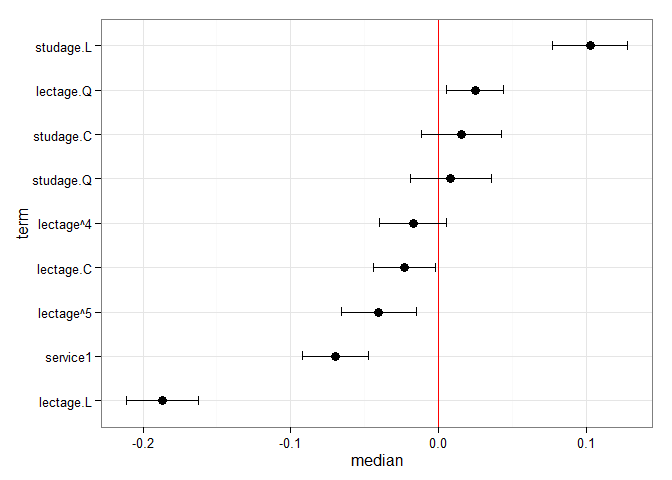 studage.L
lectage.Q
studage.C
studage.Q
lectage^4
lectage.C
lectage^5
service1
lectage.L
term
-0.2 -0.1 0.0 0.1
median